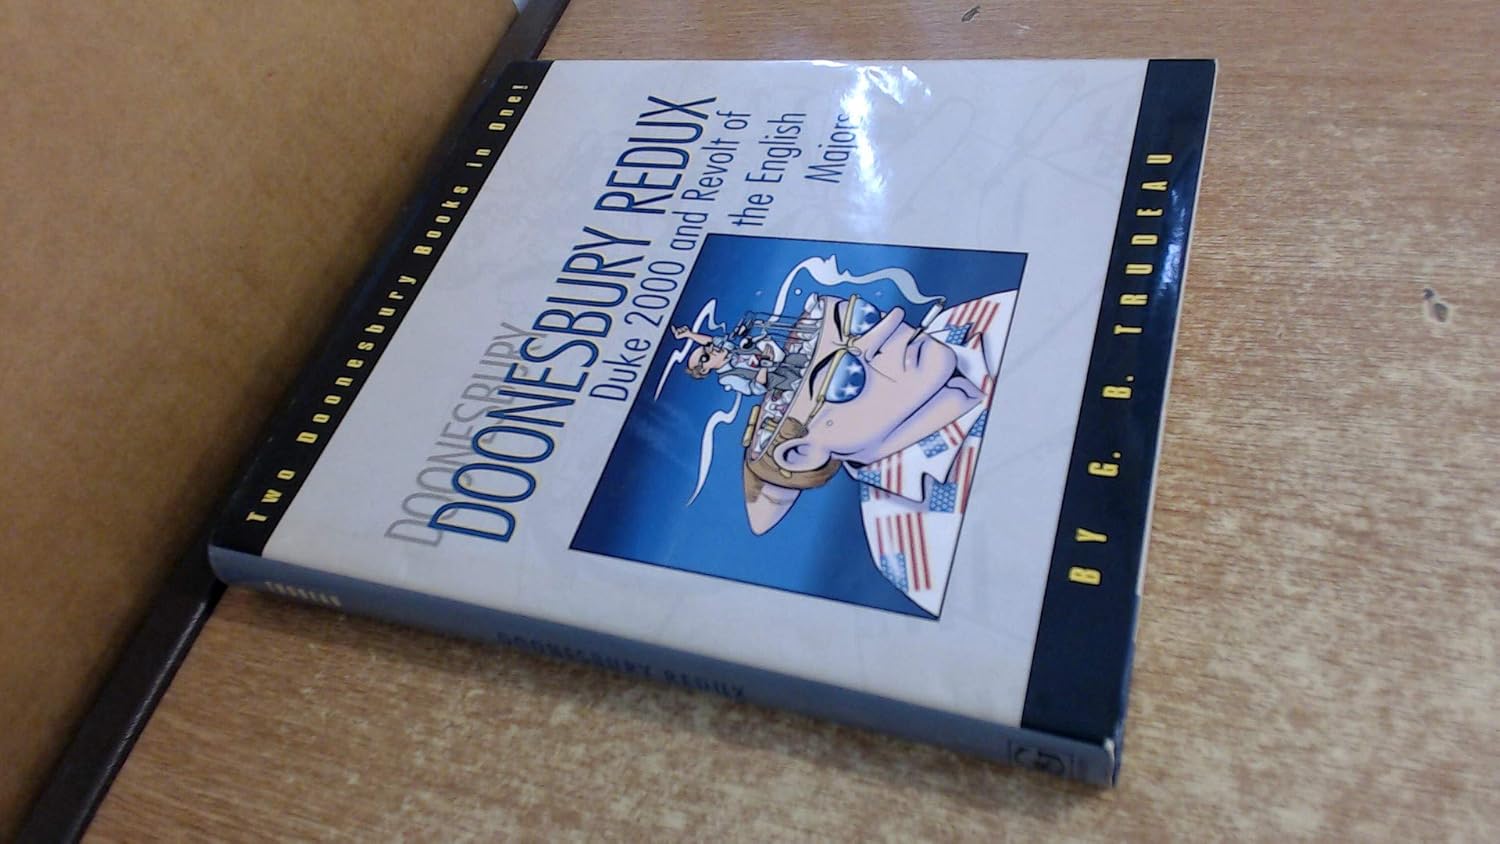 Two Doonesbury Books in One!
DOONESBURY
DOONESBURY REDUX
Duke 2000 and Revolt of
the English
Majors
BY G. B. TRUDEAU
TRUDEAU
DOONESBURY REDUX